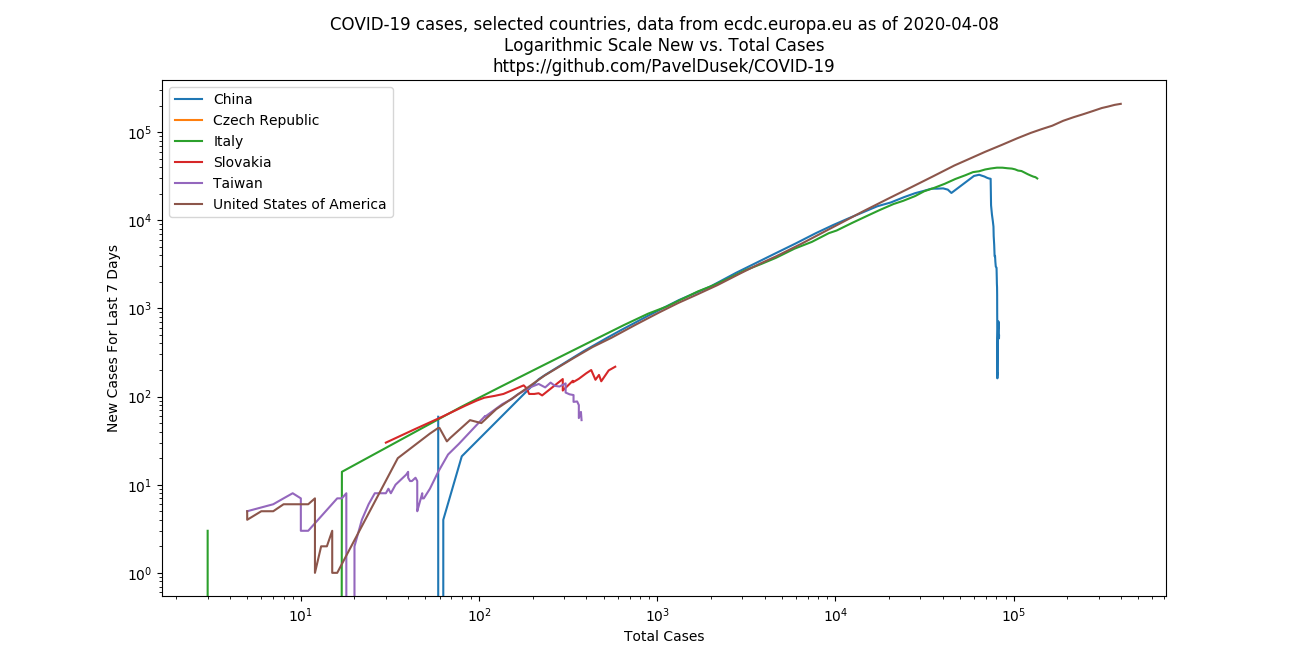 COVID-19 cases, selected countries, data from ecdc.europa.eu as of 2020-04-08
Logarithmic Scale New vs. Total Cases
https://github.com/PavelDusek/COVID-19
China
Czech Republic
Italy
Slovakia
Taiwan
United States of America
New Cases For Last 7 Days
10⁵
10⁴
10³
10²
10¹
10⁰
10¹ 10² 10³ 10⁴ 10⁵
Total Cases